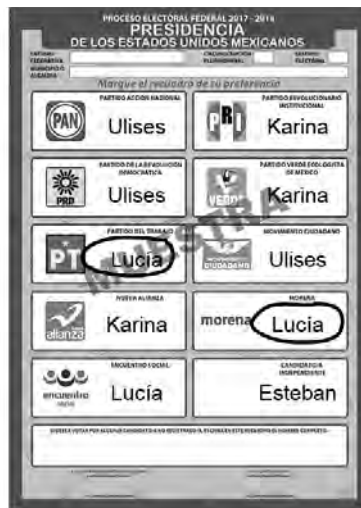 PROCESO ELECTORAL FEDERAL 2017 - 2018
PRESIDENCIA
DE LOS ESTADOS UNIDOS MEXICANOS
Marque el recuadro de su preferencia
PARTIDO ACCIÓN NACIONAL
PAN
Ulises
PARTIDO REVOLUCIONARIO
INSTITUCIONAL
PRI
Karina
PARTIDO DE LA REVOLUCIÓN
DEMOCRÁTICA
PRD
Ulises
PARTIDO VERDE ECOLOGISTA
DE MÉXICO
VERDE
Karina
MUESTRA
PARTIDO DEL TRABAJO
PT
Lucía
MOVIMIENTO CIUDADANO
Ulises
NUEVA ALIANZA
alianza
Karina
MORENA
morena
Lucía
ENCUENTRO SOCIAL
encuentro
social
Lucía
CANDIDATO/A
INDEPENDIENTE
Esteban